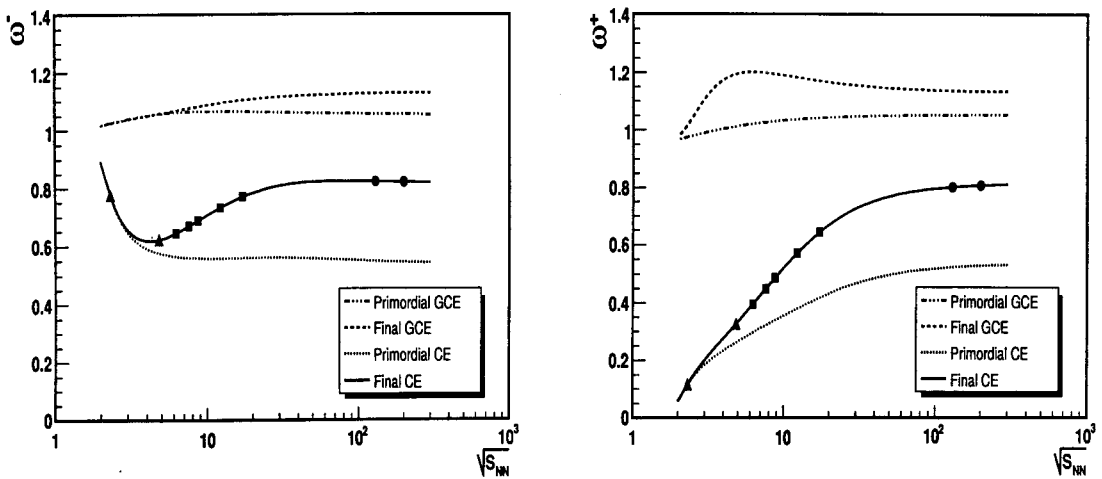 ω⁻
1.4
1.2
1
0.8
0.6
0.4
0.2
0
Primordial GCE
Final GCE
Primordial CE
Final CE
1
10
10²
10³
√S_NN
ω⁺
1.4
1.2
1
0.8
0.6
0.4
0.2
0
Primordial GCE
Final GCE
Primordial CE
Final CE
1
10
10²
10³
√S_NN